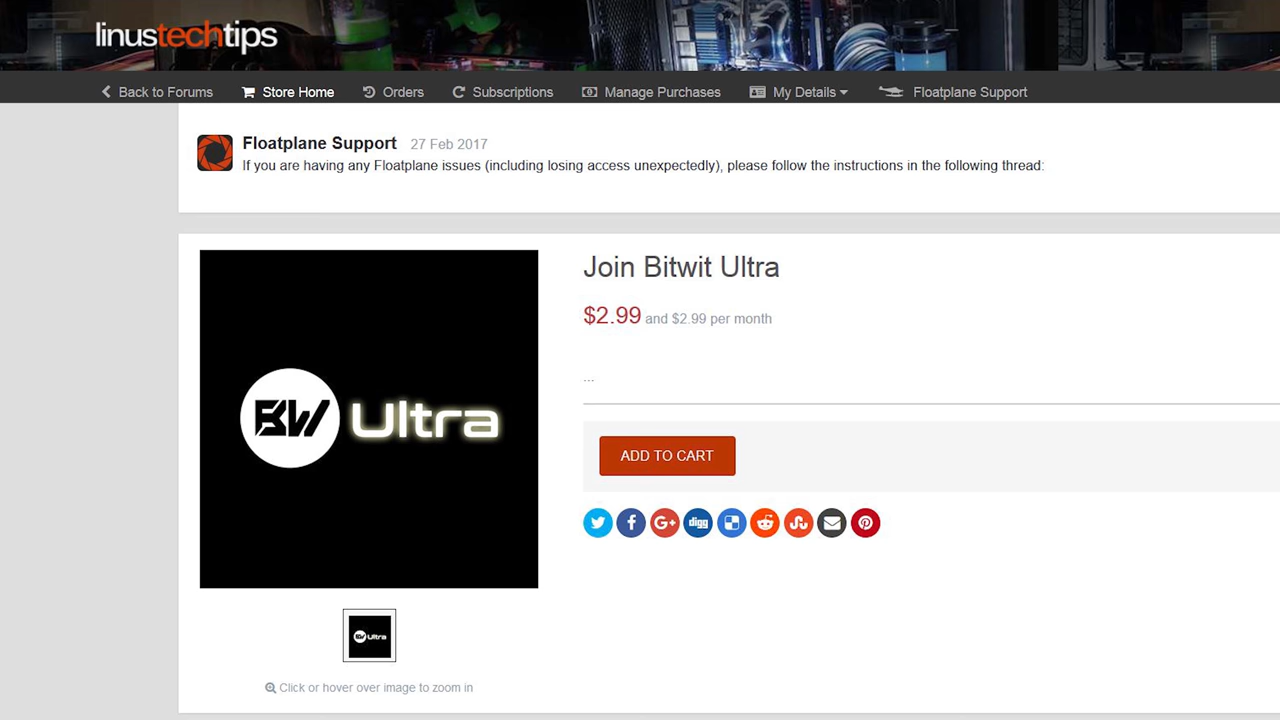 linustechtips
Back to Forums Store Home Orders Subscriptions Manage Purchases My Details Floatplane Support
Floatplane Support 27 Feb 2017
If you are having any Floatplane issues (including losing access unexpectedly), please follow the instructions in the following thread:
Join Bitwit Ultra
$2.99 and $2.99 per month
...
BW Ultra
ADD TO CART
G+ digg
BW Ultra
Click or hover over image to zoom in